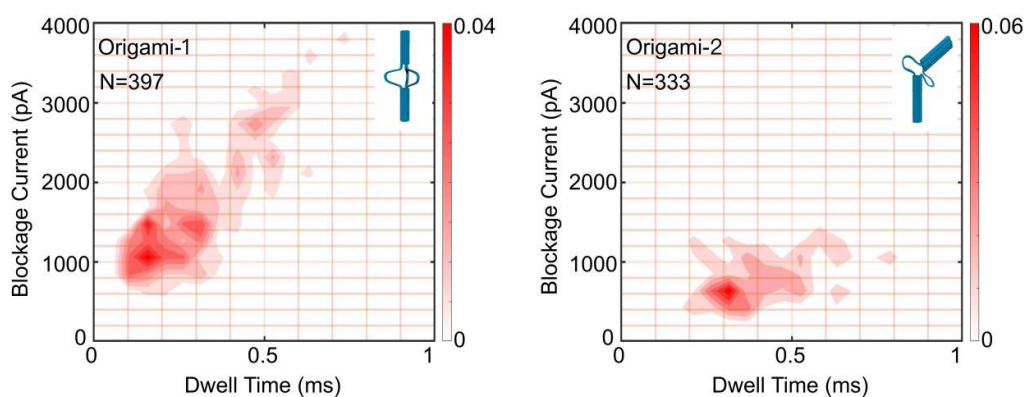 4000
3000
2000
1000
0
Blockage Current (pA)
Origami-1
N=397
0.04
0
0
0.5
1
Dwell Time (ms)
4000
3000
2000
1000
0
Blockage Current (pA)
Origami-2
N=333
0.06
0
0
0.5
1
Dwell Time (ms)